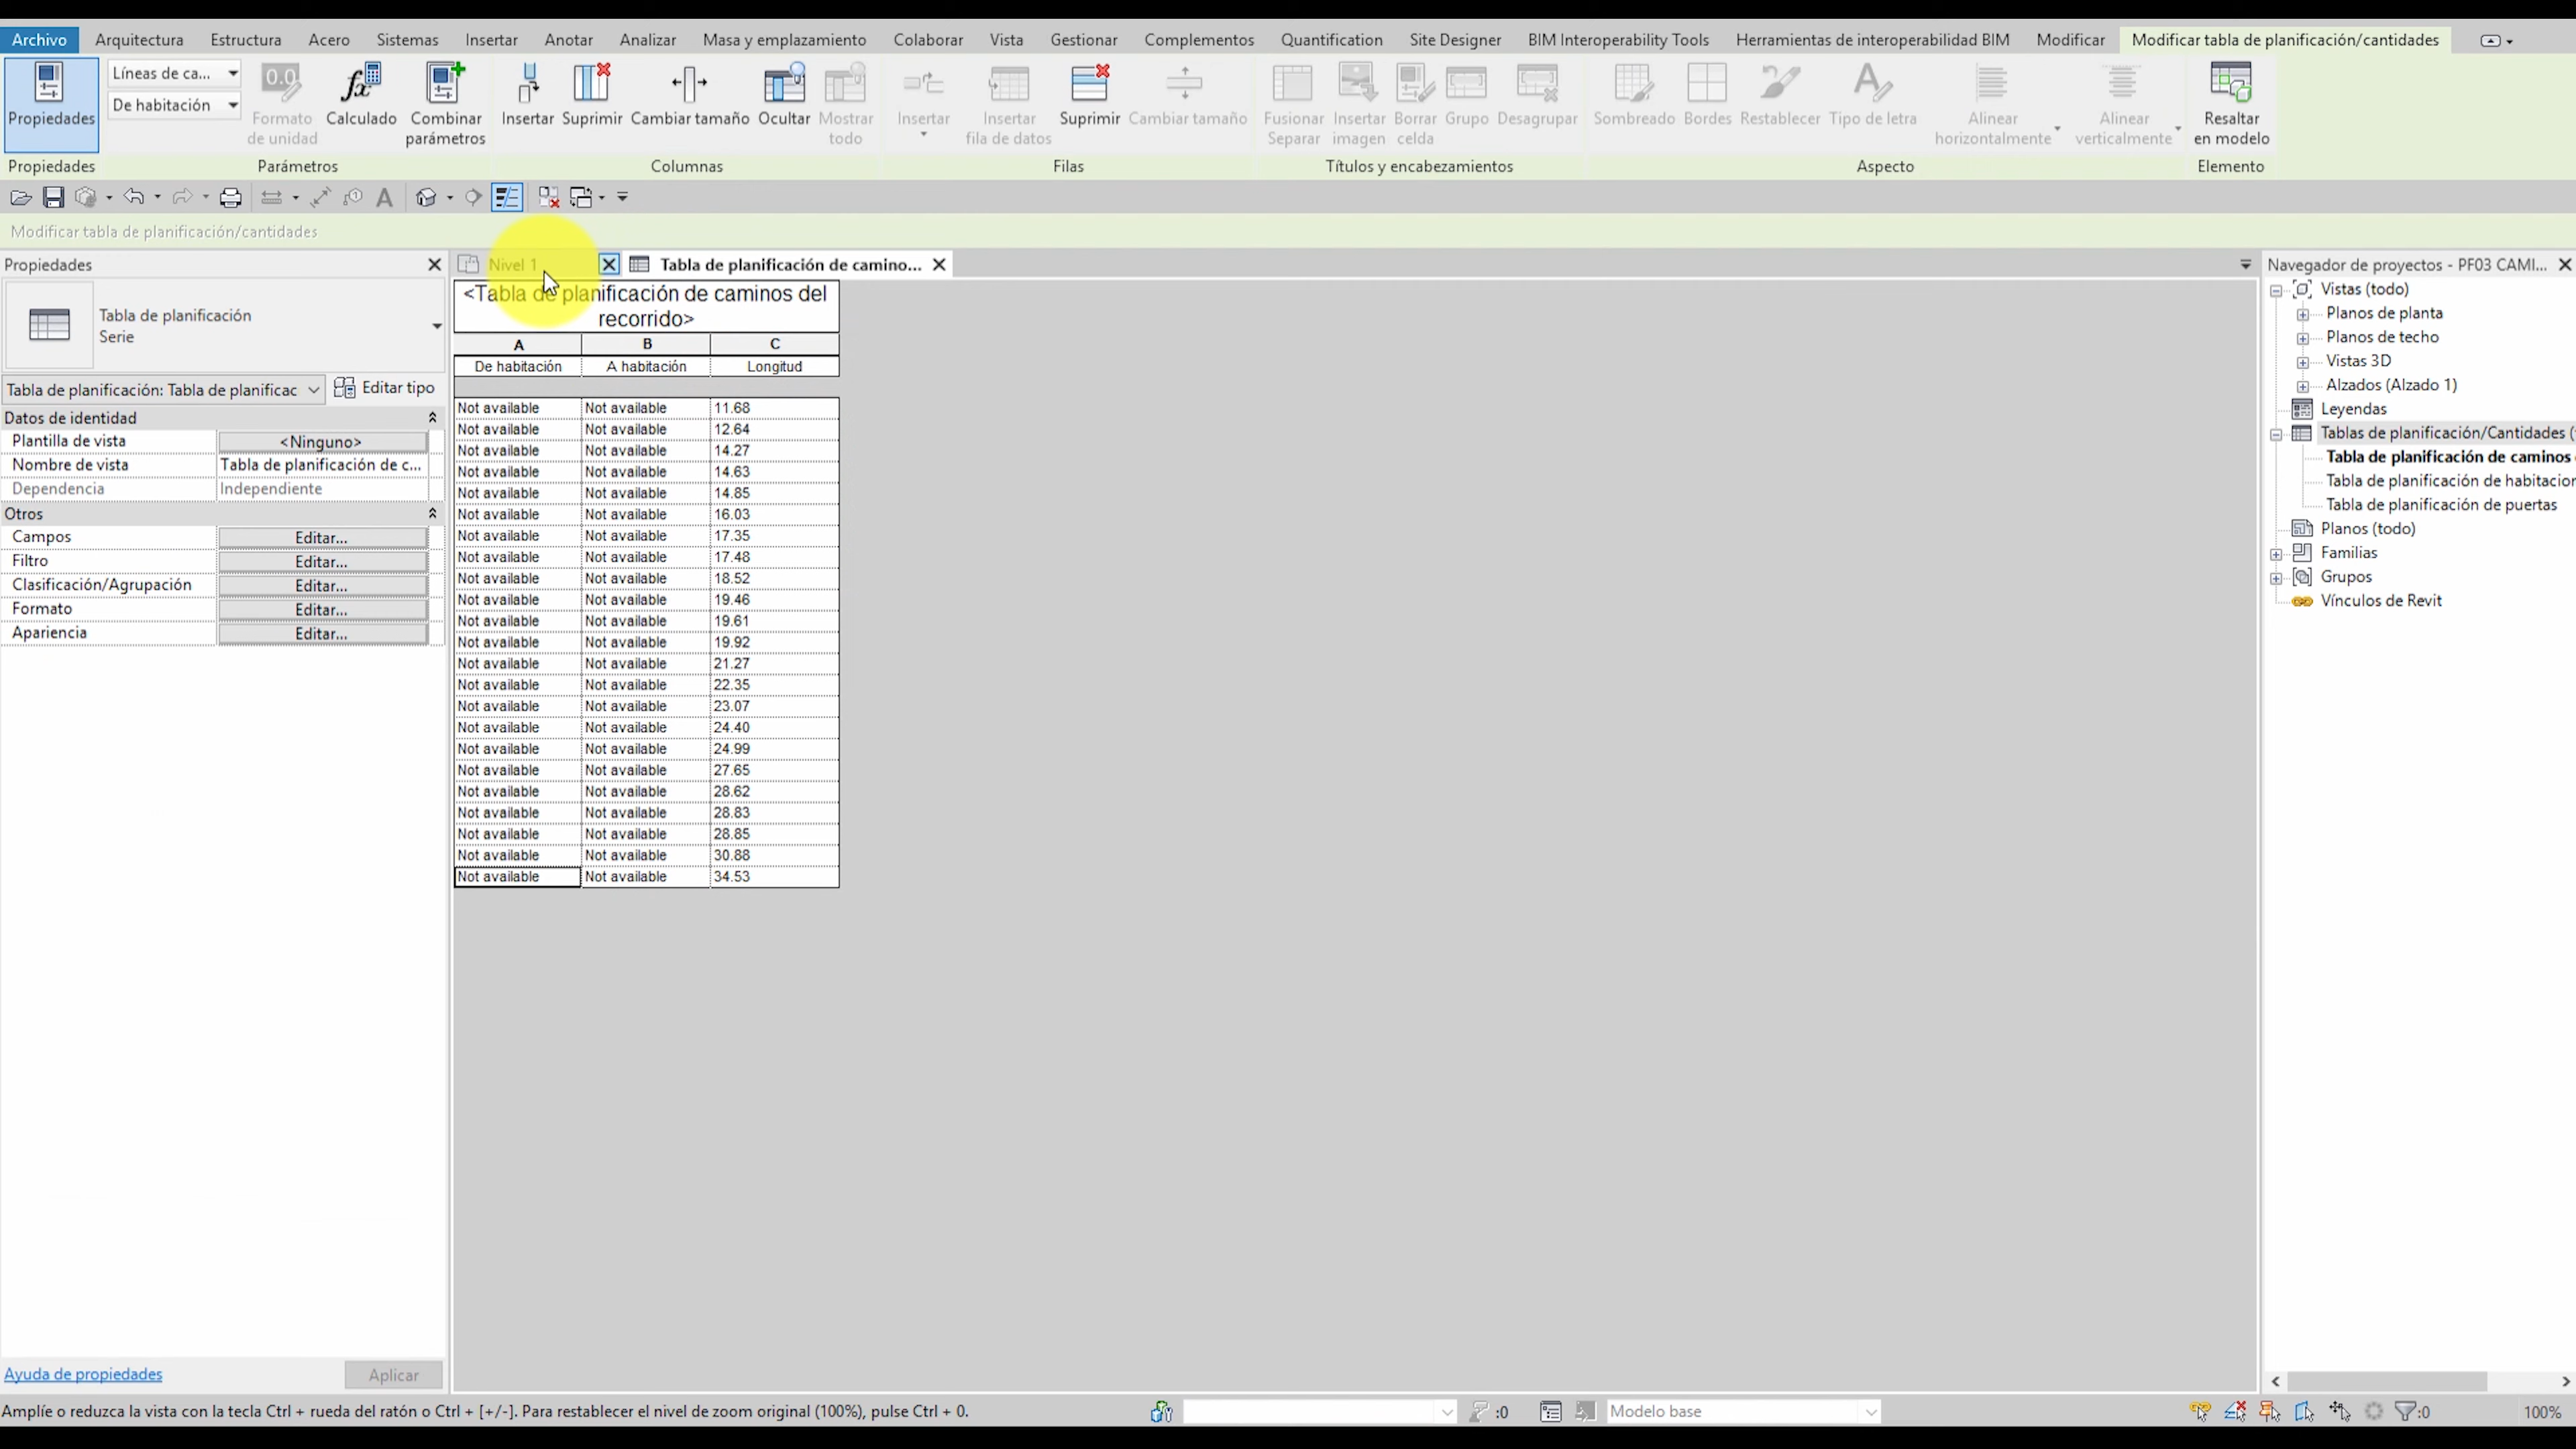 Archivo Arquitectura Estructura Acero Sistemas Insertar Anotar Analizar Masa y emplazamiento Colaborar Vista Gestionar Complementos Quantification Site Designer BIM Interoperability Tools Herramientas de interoperabilidad BIM Modificar Modificar tabla de planificación/cantidades
Líneas de ca...
De habitación
Propiedades Formato de unidad Calculado Combinar parámetros Insertar Suprimir Cambiar tamaño Ocultar Mostrar todo Insertar Insertar fila de datos Suprimir Cambiar tamaño Fusionar Separar Insertar imagen Borrar celda Grupo Desagrupar Sombreado Bordes Restablecer Tipo de letra Alinear horizontalmente Alinear verticalmente Resaltar en modelo
Propiedades Parámetros Columnas Filas Títulos y encabezamientos Aspecto Elemento
Modificar tabla de planificación/cantidades
Propiedades
Tabla de planificación
Serie
Tabla de planificación: Tabla de planificac Editar tipo
Datos de identidad
Plantilla de vista <Ninguno>
Nombre de vista Tabla de planificación de c...
Dependencia Independiente
Otros
Campos Editar...
Filtro Editar...
Clasificación/Agrupación Editar...
Formato Editar...
Apariencia Editar...
Ayuda de propiedades Aplicar
Nivel 1 Tabla de planificación de camino...
<Tabla de planificación de caminos del
recorrido>
A B C
De habitación A habitación Longitud
Not available Not available 11.68
Not available Not available 12.64
Not available Not available 14.27
Not available Not available 14.63
Not available Not available 14.85
Not available Not available 16.03
Not available Not available 17.35
Not available Not available 17.48
Not available Not available 18.52
Not available Not available 19.46
Not available Not available 19.61
Not available Not available 19.92
Not available Not available 21.27
Not available Not available 22.35
Not available Not available 23.07
Not available Not available 24.40
Not available Not available 24.99
Not available Not available 27.65
Not available Not available 28.62
Not available Not available 28.83
Not available Not available 28.85
Not available Not available 30.88
Not available Not available 34.53
Navegador de proyectos - PF03 CAMI...
Vistas (todo)
Planos de planta
Planos de techo
Vistas 3D
Alzados (Alzado 1)
Leyendas
Tablas de planificación/Cantidades (
Tabla de planificación de caminos
Tabla de planificación de habitacion
Tabla de planificación de puertas
Planos (todo)
Familias
Grupos
Vínculos de Revit
Amplíe o reduzca la vista con la tecla Ctrl + rueda del ratón o Ctrl + [+/-]. Para restablecer el nivel de zoom original (100%), pulse Ctrl + 0. :0 Modelo base :0 100%